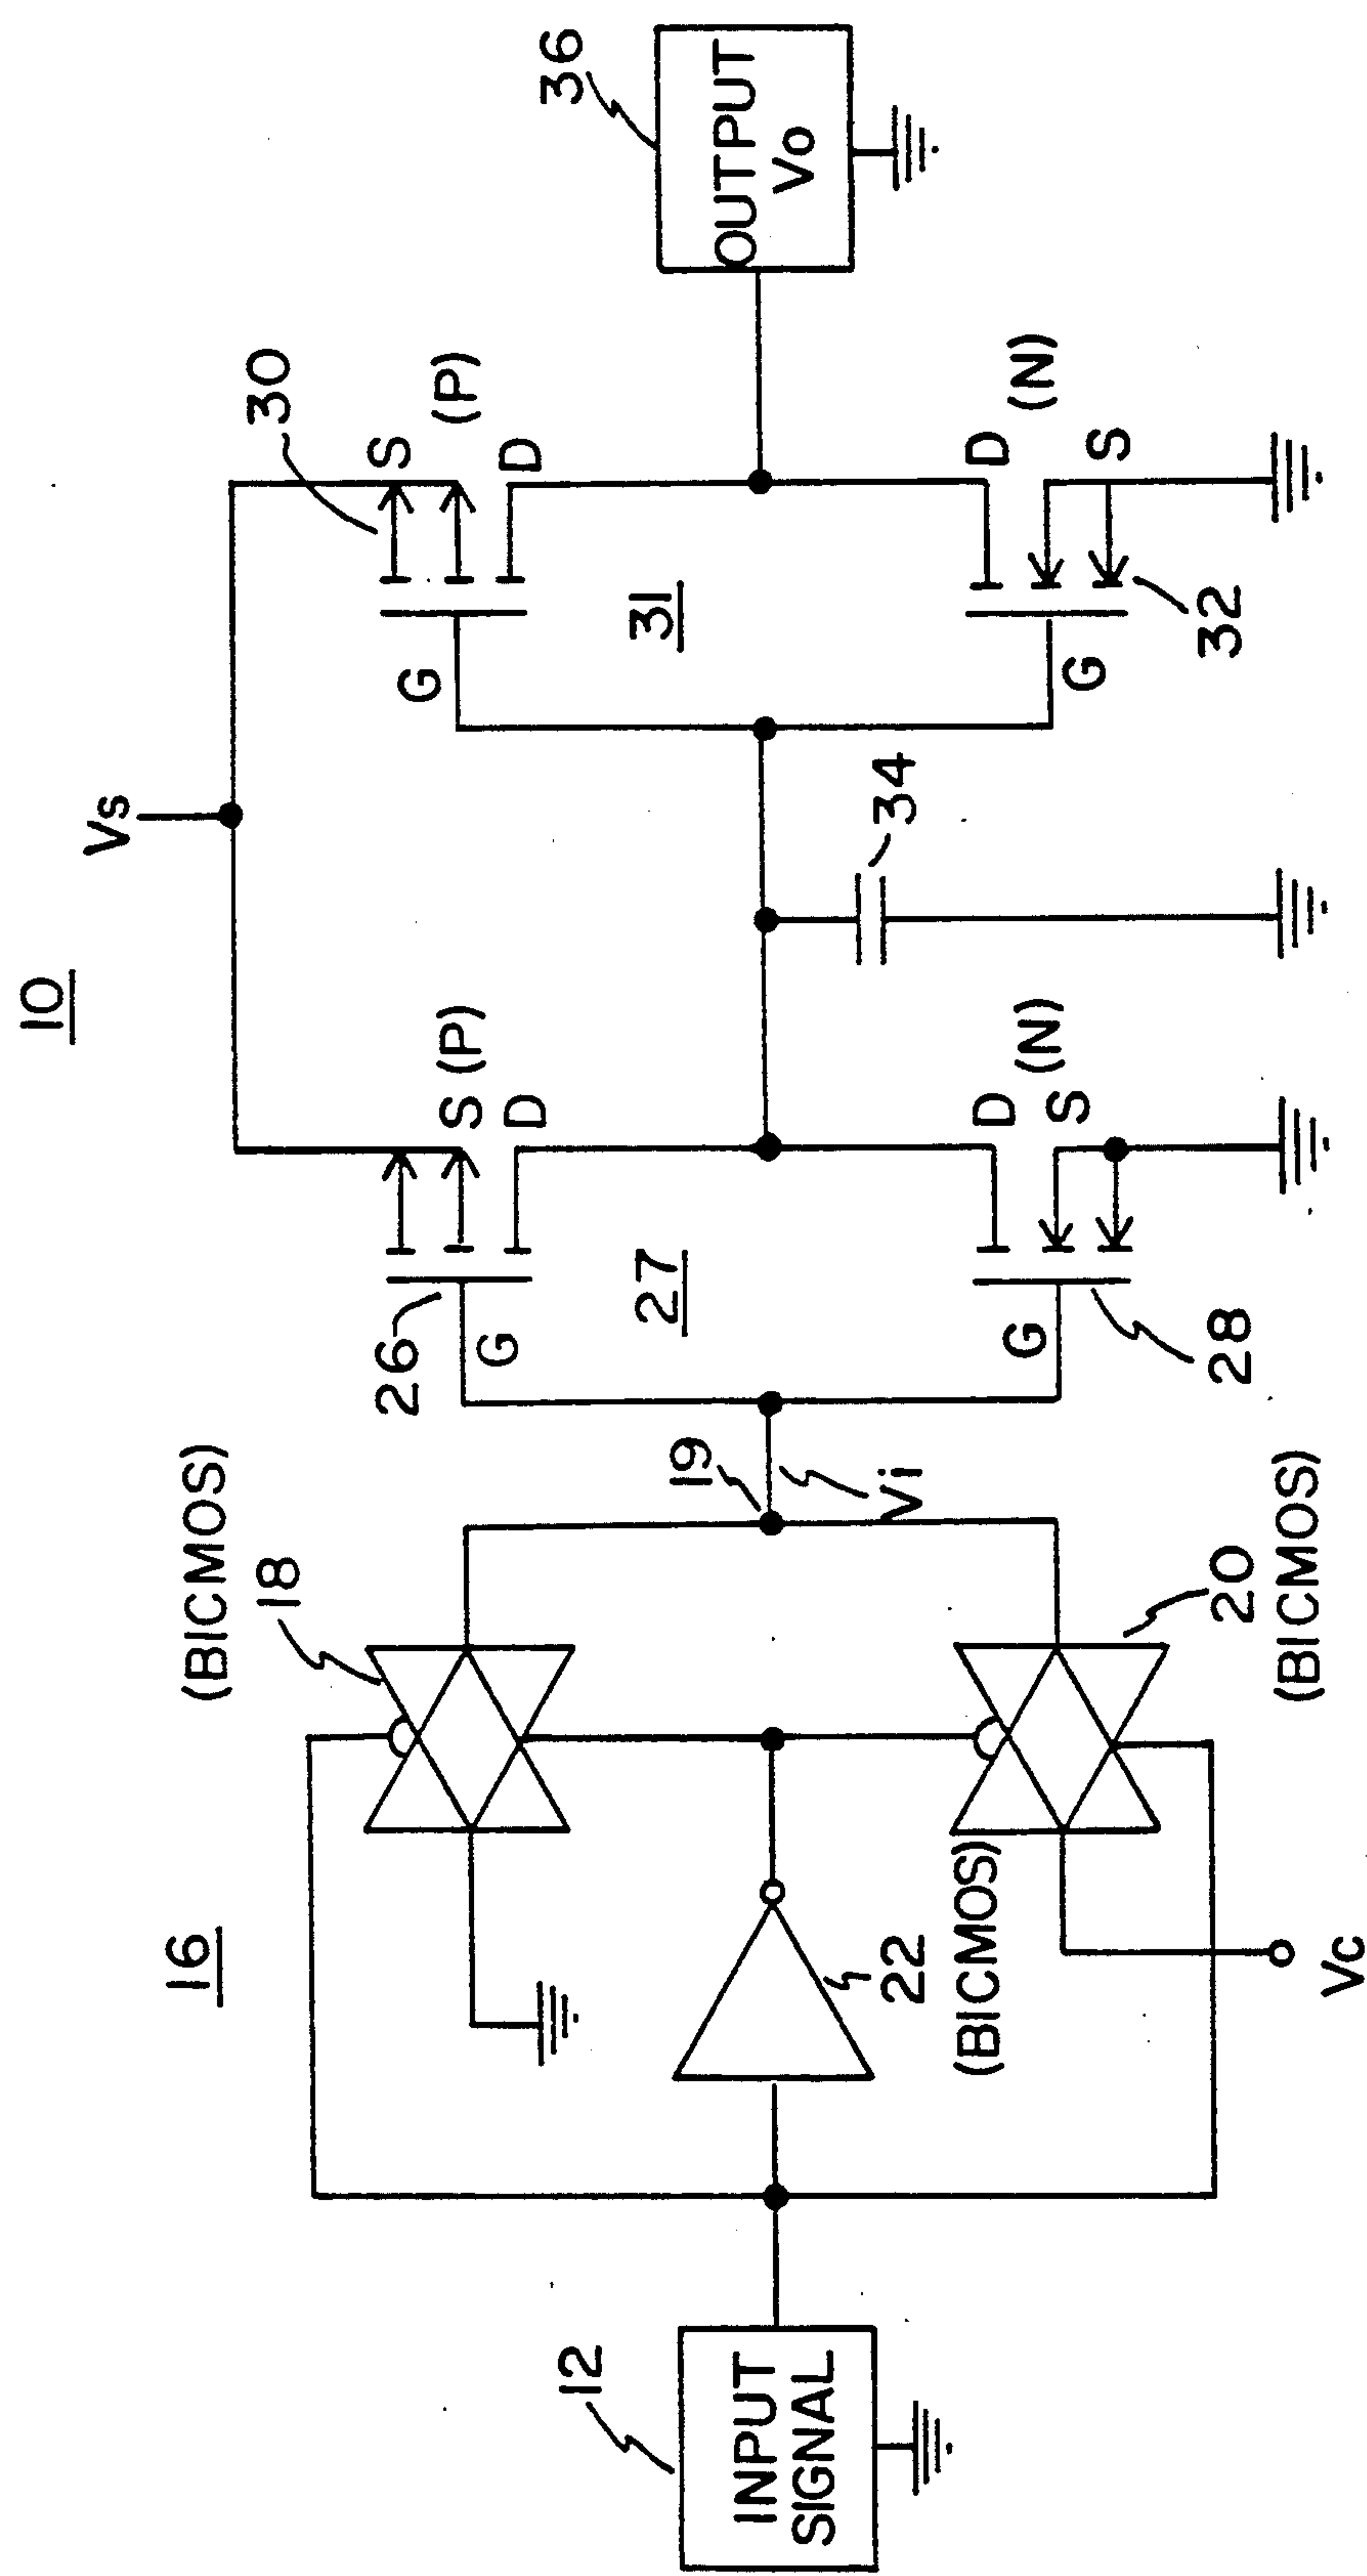 10
16
(BICMOS)
18
Vs
30
S
(P)
D
G
26
G
S (P)
D
12
INPUT
SIGNAL
22
(BICMOS)
19
Vi
27
31
34
36
OUTPUT
Vo
D
(N)
S
G
28
D
(N)
S
G
32
Vc
20
(BICMOS)